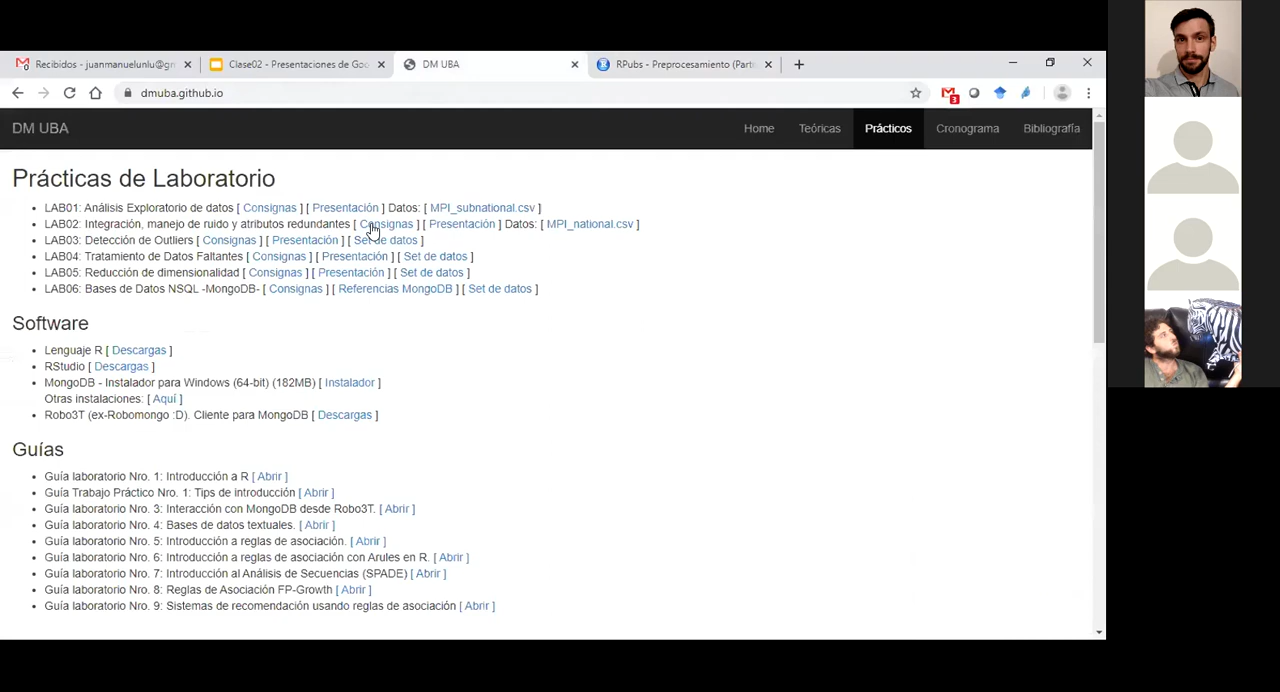 Recibidos - juanmanuelunlu@gm
Clase02 - Presentaciones de Goo
DM UBA
RPubs - Preprocesamiento (Part
dmuba.github.io
3
DM UBA
Home
Teóricas
Prácticos
Cronograma
Bibliografía
Prácticas de Laboratorio
LAB01: Análisis Exploratorio de datos [ Consignas ] [ Presentación ] Datos: [ MPI_subnational.csv ]
LAB02: Integración, manejo de ruido y atributos redundantes [ Consignas ] [ Presentación ] Datos: [ MPI_national.csv ]
LAB03: Detección de Outliers [ Consignas ] [ Presentación ] [ Set de datos ]
LAB04: Tratamiento de Datos Faltantes [ Consignas ] [ Presentación ] [ Set de datos ]
LAB05: Reducción de dimensionalidad [ Consignas ] [ Presentación ] [ Set de datos ]
LAB06: Bases de Datos NSQL -MongoDB- [ Consignas ] [ Referencias MongoDB ] [ Set de datos ]
Software
Lenguaje R [ Descargas ]
RStudio [ Descargas ]
MongoDB - Instalador para Windows (64-bit) (182MB) [ Instalador ]
Otras instalaciones: [ Aquí ]
Robo3T (ex-Robomongo :D). Cliente para MongoDB [ Descargas ]
Guías
Guía laboratorio Nro. 1: Introducción a R [ Abrir ]
Guía Trabajo Práctico Nro. 1: Tips de introducción [ Abrir ]
Guía laboratorio Nro. 3: Interacción con MongoDB desde Robo3T. [ Abrir ]
Guía laboratorio Nro. 4: Bases de datos textuales. [ Abrir ]
Guía laboratorio Nro. 5: Introducción a reglas de asociación. [ Abrir ]
Guía laboratorio Nro. 6: Introducción a reglas de asociación con Arules en R. [ Abrir ]
Guía laboratorio Nro. 7: Introducción al Análisis de Secuencias (SPADE) [ Abrir ]
Guía laboratorio Nro. 8: Reglas de Asociación FP-Growth [ Abrir ]
Guía laboratorio Nro. 9: Sistemas de recomendación usando reglas de asociación [ Abrir ]